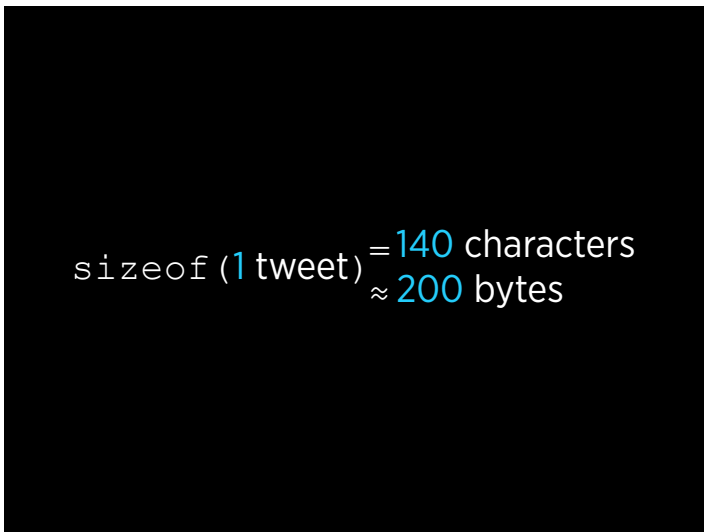 sizeof(1 tweet) = 140 characters
≈ 200 bytes